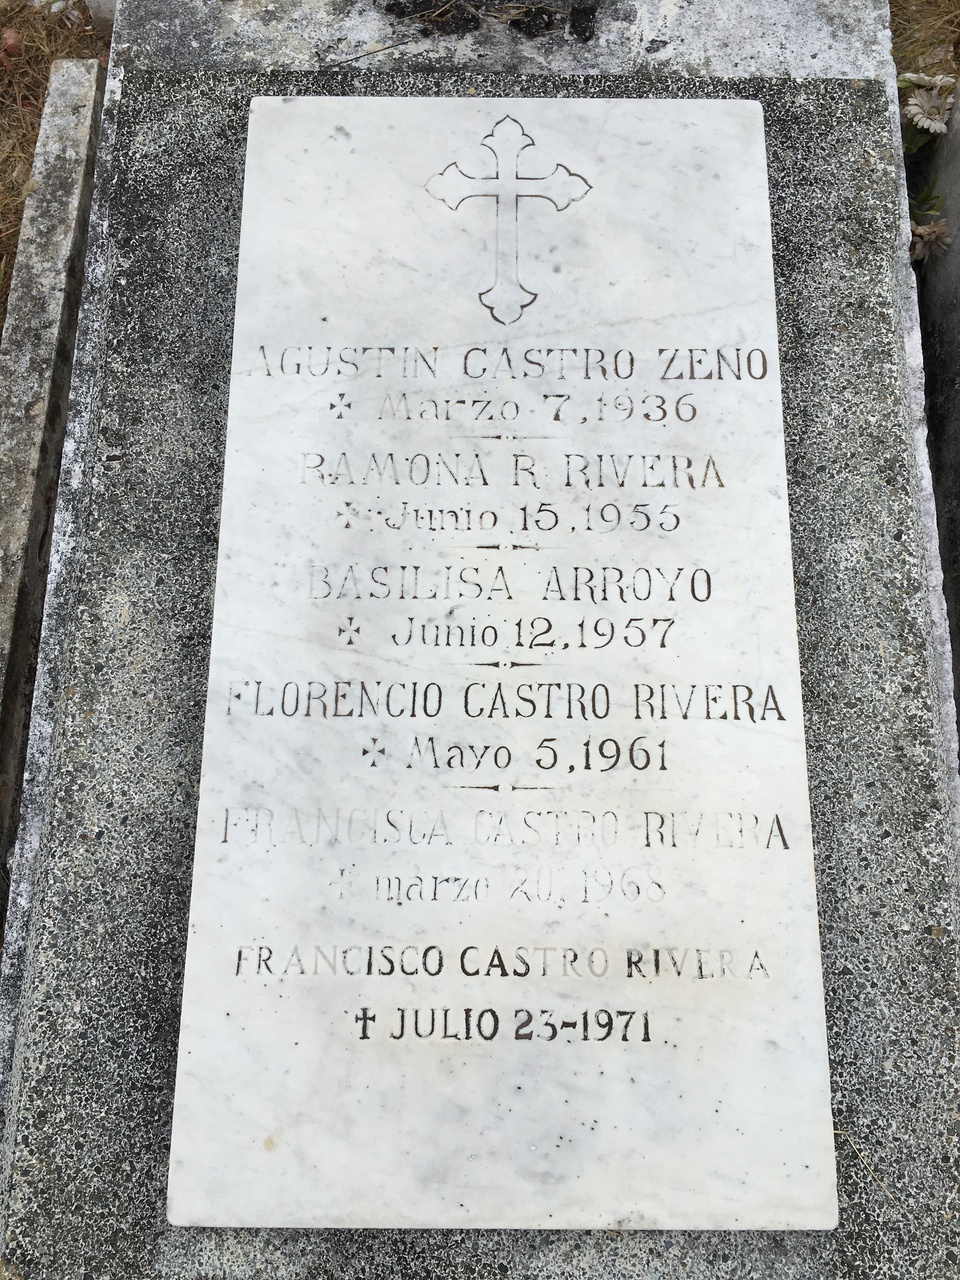 AGUSTIN CASTRO ZENO
✠ Marzo 7, 1936
RAMONA R. RIVERA
✠ Junio 15, 1955
BASILISA ARROYO
✠ Junio 12, 1957
FLORENCIO CASTRO RIVERA
✠ Mayo 5, 1961
FRANCISCA CASTRO RIVERA
✝ marzo 20, 1968
FRANCISCO CASTRO RIVERA
✝ JULIO 23-1971